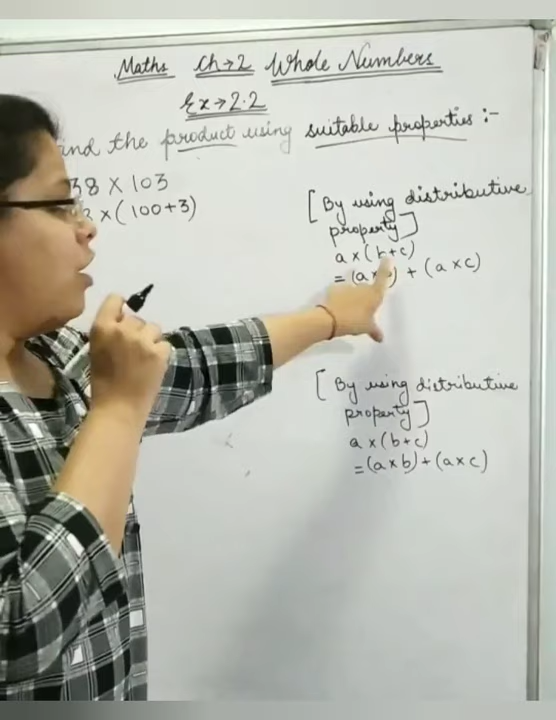 Maths Ch→2 Whole Numbers
Ex→2.2
ind the product using suitable properties :-
38 X 103
x (100+3)
[By using distributive
property]
a x (b+c)
= (a x ) + (a x c)
[By using distributive
property]
a x (b+c)
= (a x b) + (a x c)